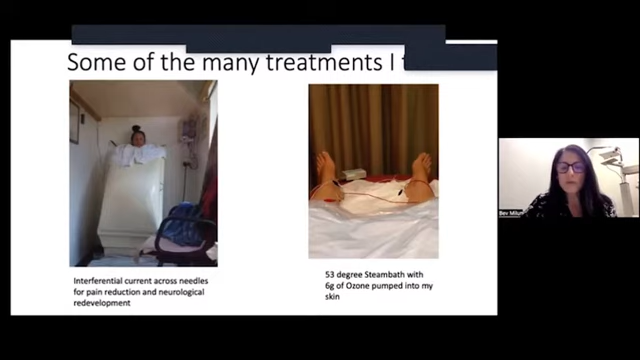 Some of the many treatments I
Interferential current across needles
for pain reduction and neurological
redevelopment
53 degree Steambath with
6g of Ozone pumped into my
skin
Bev